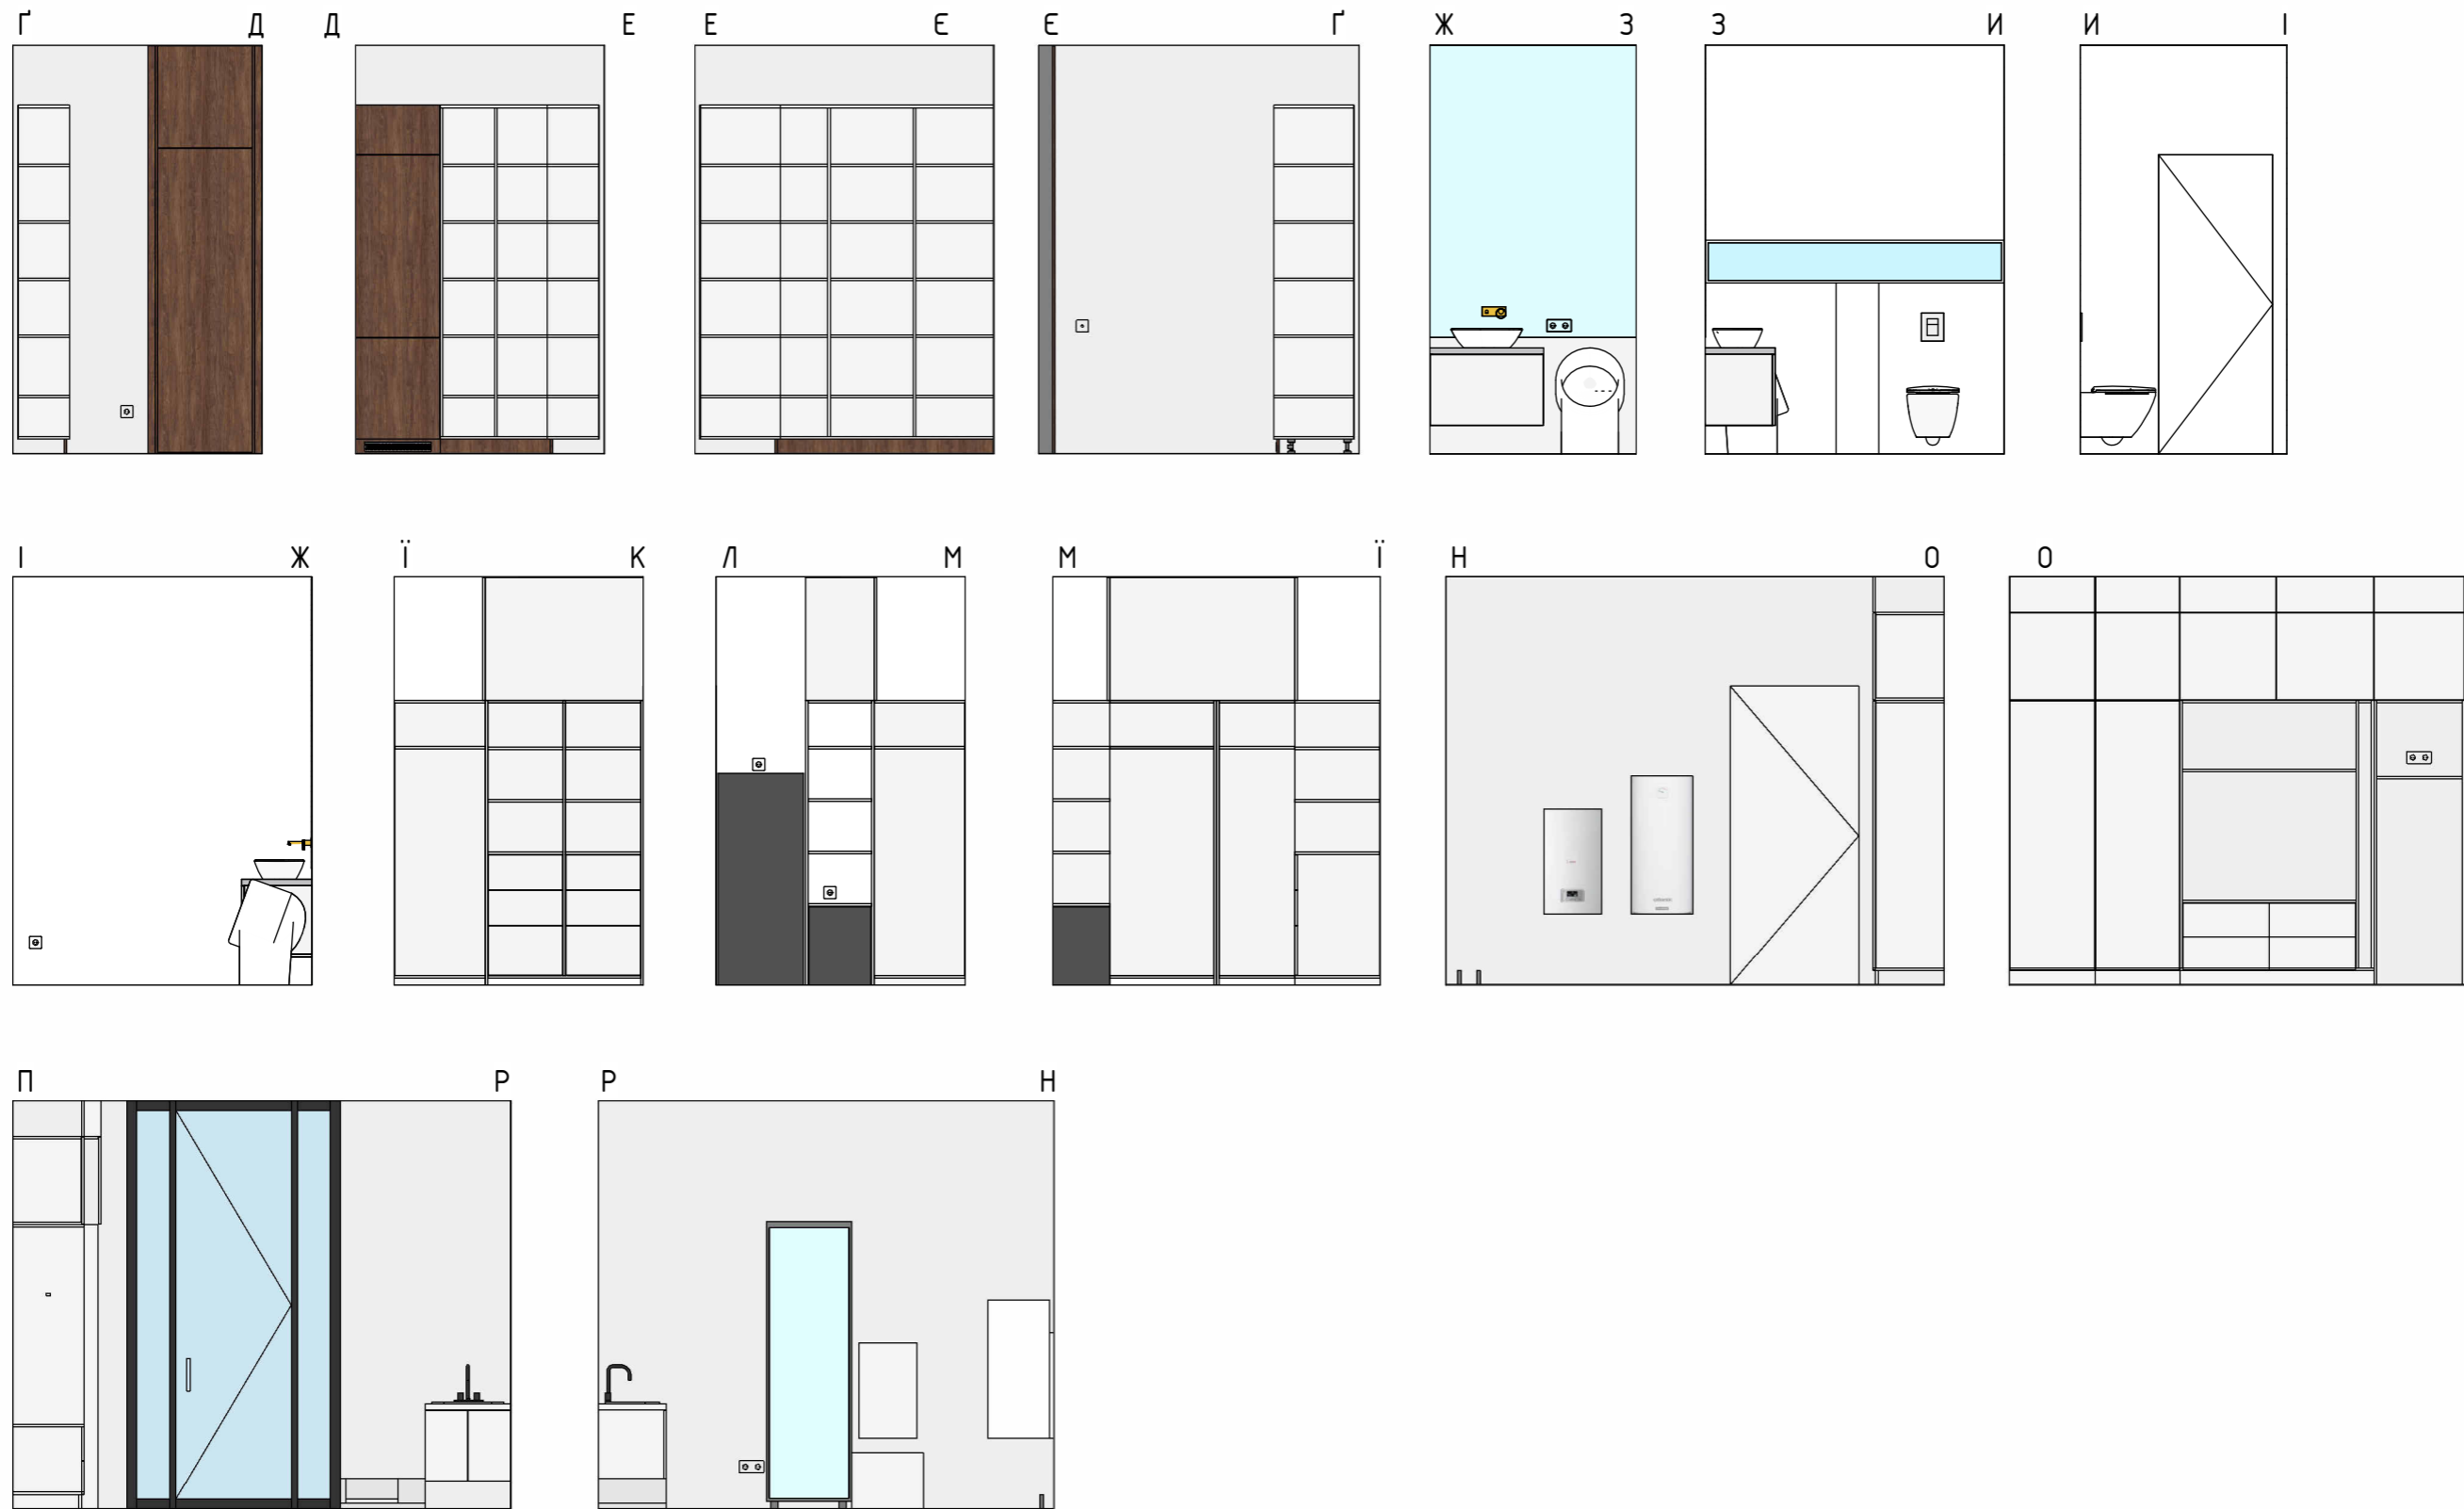 Ґ Д Д Е Е Є Є Ґ Ж З З И И І
І Ж Ї К Л М М Ї Н О О
П Р Р Н